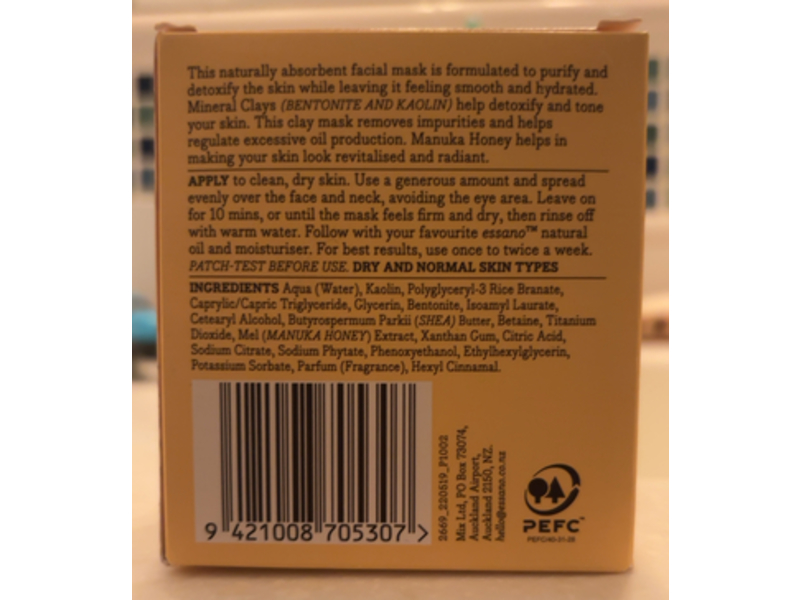 This naturally absorbent facial mask is formulated to purify and
detoxify the skin while leaving it feeling smooth and hydrated.
Mineral Clays (BENTONITE AND KAOLIN) help detoxify and tone
your skin. This clay mask removes impurities and helps
regulate excessive oil production. Manuka Honey helps in
making your skin look revitalised and radiant.
APPLY to clean, dry skin. Use a generous amount and spread
evenly over the face and neck, avoiding the eye area. Leave on
for 10 mins, or until the mask feels firm and dry, then rinse off
with warm water. Follow with your favourite essano™ natural
oil and moisturiser. For best results, use once to twice a week.
PATCH-TEST BEFORE USE. DRY AND NORMAL SKIN TYPES
INGREDIENTS Aqua (Water), Kaolin, Polyglyceryl-3 Rice Branate,
Caprylic/Capric Triglyceride, Glycerin, Bentonite, Isoamyl Laurate,
Cetearyl Alcohol, Butyrospermum Parkii (SHEA) Butter, Betaine, Titanium
Dioxide, Mel (MANUKA HONEY) Extract, Xanthan Gum, Citric Acid,
Sodium Citrate, Sodium Phytate, Phenoxyethanol, Ethylhexylglycerin,
Potassium Sorbate, Parfum (Fragrance), Hexyl Cinnamal.
9 421008 705307 >
2669_220519_P1002
Mix Ltd, PO Box 73074,
Auckland Airport,
Auckland 2150, NZ.
hello@essano.co.nz
PEFC™